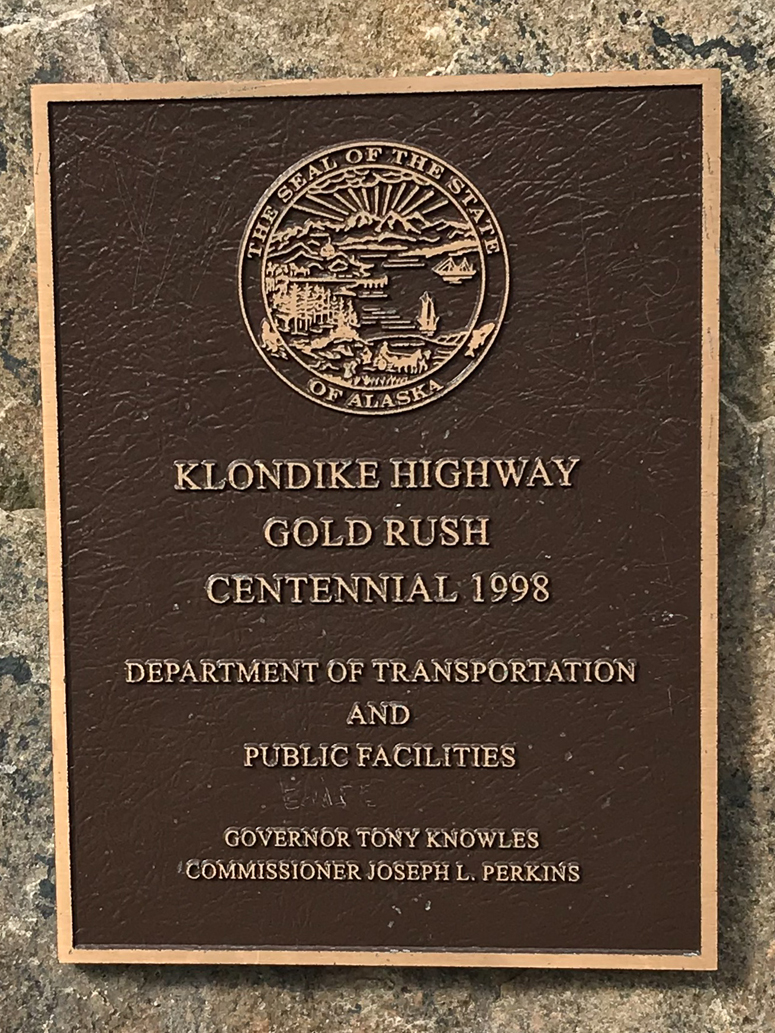 THE SEAL OF THE STATE
OF ALASKA
KLONDIKE HIGHWAY
GOLD RUSH
CENTENNIAL 1998
DEPARTMENT OF TRANSPORTATION
AND
PUBLIC FACILITIES
GOVERNOR TONY KNOWLES
COMMISSIONER JOSEPH L. PERKINS